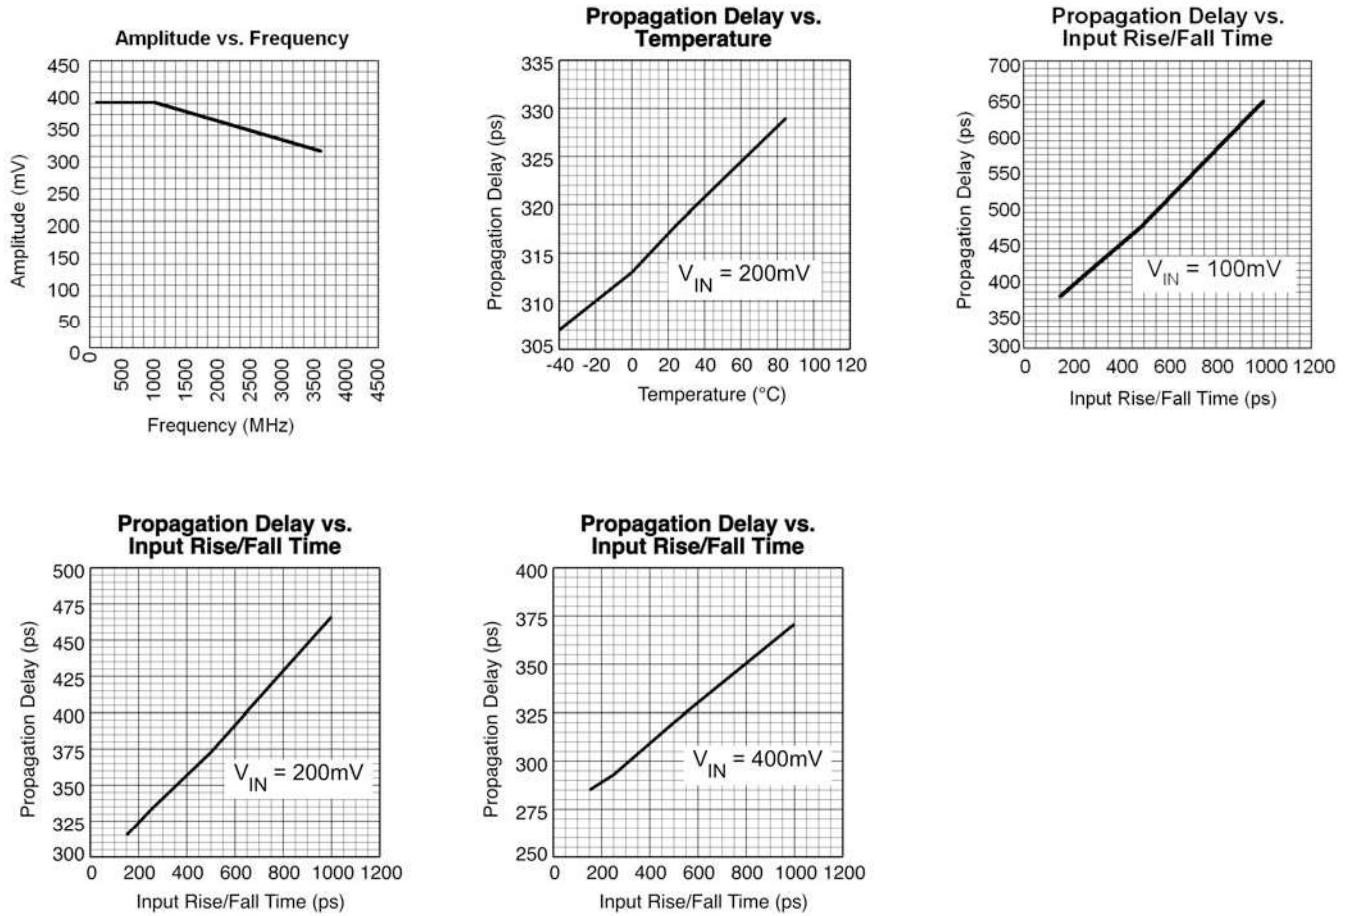 Amplitude vs. Frequency
450
400
350
300
250
200
150
100
50
0
Amplitude (mV)
0
500
1000
1500
2000
2500
3000
3500
4000
4500
Frequency (MHz)
Propagation Delay vs.
Temperature
335
330
325
320
315
310
305
Propagation Delay (ps)
VIN = 200mV
-40 -20 0 20 40 60 80 100 120
Temperature (°C)
Propagation Delay vs.
Input Rise/Fall Time
700
650
600
550
500
450
400
350
300
Propagation Delay (ps)
VIN = 100mV
0 200 400 600 800 1000 1200
Input Rise/Fall Time (ps)
Propagation Delay vs.
Input Rise/Fall Time
500
475
450
425
400
375
350
325
300
Propagation Delay (ps)
VIN = 200mV
0 200 400 600 800 1000 1200
Input Rise/Fall Time (ps)
Propagation Delay vs.
Input Rise/Fall Time
400
375
350
325
300
275
250
Propagation Delay (ps)
VIN = 400mV
0 200 400 600 800 1000 1200
Input Rise/Fall Time (ps)